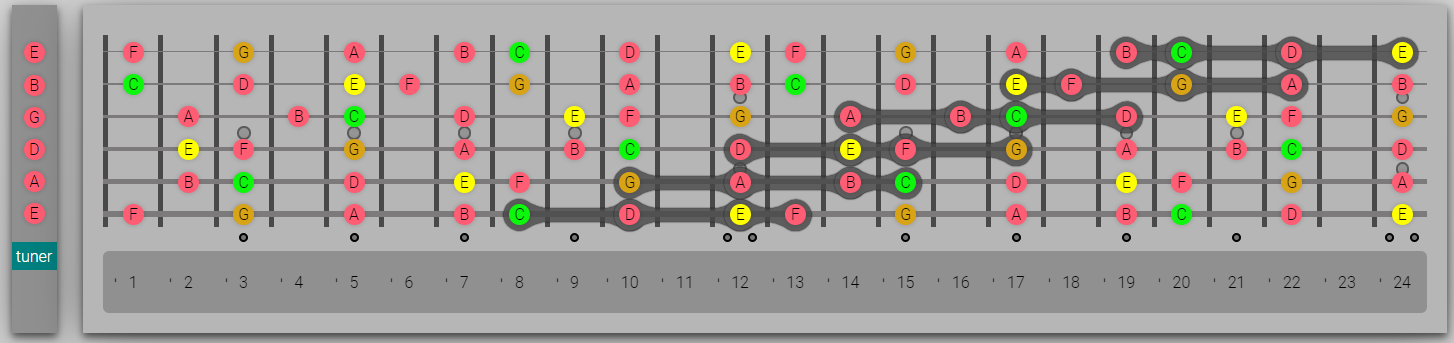 E F G A B C D E F G A B C D E
B C D E F G A B C D E F G A B
G A B C D E F G A B C D E F G
D E F G A B C D E F G A B C D
A B C D E F G A B C D E F G A
E F G A B C D E F G A B C D E
tuner
' 1 ' 2 ' 3 ' 4 ' 5 ' 6 ' 7 ' 8 ' 9 ' 10 ' 11 ' 12 ' 13 ' 14 ' 15 ' 16 ' 17 ' 18 ' 19 ' 20 ' 21 ' 22 ' 23 ' 24